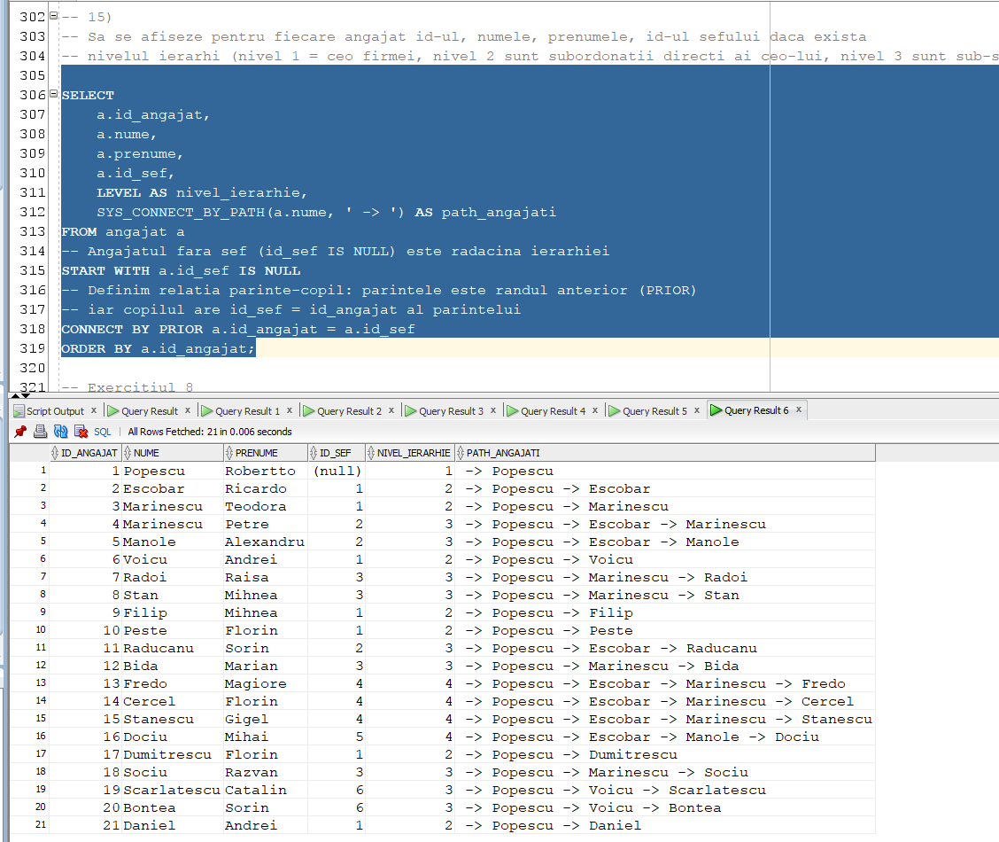 302 -- 15)
303 -- Sa se afiseze pentru fiecare angajat id-ul, numele, prenumele, id-ul sefului daca exista
304 -- nivelul ierarhi (nivel 1 = ceo firmei, nivel 2 sunt subordonatii directi ai ceo-lui, nivel 3 sunt sub-s
305
306 SELECT
307 a.id_angajat,
308 a.nume,
309 a.prenume,
310 a.id_sef,
311 LEVEL AS nivel_ierarhie,
312 SYS_CONNECT_BY_PATH(a.nume, ' -> ') AS path_angajati
313 FROM angajat a
314 -- Angajatul fara sef (id_sef IS NULL) este radacina ierarhiei
315 START WITH a.id_sef IS NULL
316 -- Definim relatia parinte-copil: parintele este randul anterior (PRIOR)
317 -- iar copilul are id_sef = id_angajat al parintelui
318 CONNECT BY PRIOR a.id_angajat = a.id_sef
319 ORDER BY a.id_angajat;
320
321 -- Exercitiul 8
Script Output x Query Result x Query Result 1 x Query Result 2 x Query Result 3 x Query Result 4 x Query Result 5 x Query Result 6 x
SQL | All Rows Fetched: 21 in 0.006 seconds
ID_ANGAJAT NUME PRENUME ID_SEF NIVEL_IERARHIE PATH_ANGAJATI
1 1 Popescu Robertto (null) 1 -> Popescu
2 2 Escobar Ricardo 1 2 -> Popescu -> Escobar
3 3 Marinescu Teodora 1 2 -> Popescu -> Marinescu
4 4 Marinescu Petre 2 3 -> Popescu -> Escobar -> Marinescu
5 5 Manole Alexandru 2 3 -> Popescu -> Escobar -> Manole
6 6 Voicu Andrei 1 2 -> Popescu -> Voicu
7 7 Radoi Raisa 3 3 -> Popescu -> Marinescu -> Radoi
8 8 Stan Mihnea 3 3 -> Popescu -> Marinescu -> Stan
9 9 Filip Mihnea 1 2 -> Popescu -> Filip
10 10 Peste Florin 1 2 -> Popescu -> Peste
11 11 Raducanu Sorin 2 3 -> Popescu -> Escobar -> Raducanu
12 12 Bida Marian 3 3 -> Popescu -> Marinescu -> Bida
13 13 Fredo Magiore 4 4 -> Popescu -> Escobar -> Marinescu -> Fredo
14 14 Cercel Florin 4 4 -> Popescu -> Escobar -> Marinescu -> Cercel
15 15 Stanescu Gigel 4 4 -> Popescu -> Escobar -> Marinescu -> Stanescu
16 16 Dociu Mihai 5 4 -> Popescu -> Escobar -> Manole -> Dociu
17 17 Dumitrescu Florin 1 2 -> Popescu -> Dumitrescu
18 18 Sociu Razvan 3 3 -> Popescu -> Marinescu -> Sociu
19 19 Scarlatescu Catalin 6 3 -> Popescu -> Voicu -> Scarlatescu
20 20 Bontea Sorin 6 3 -> Popescu -> Voicu -> Bontea
21 21 Daniel Andrei 1 2 -> Popescu -> Daniel